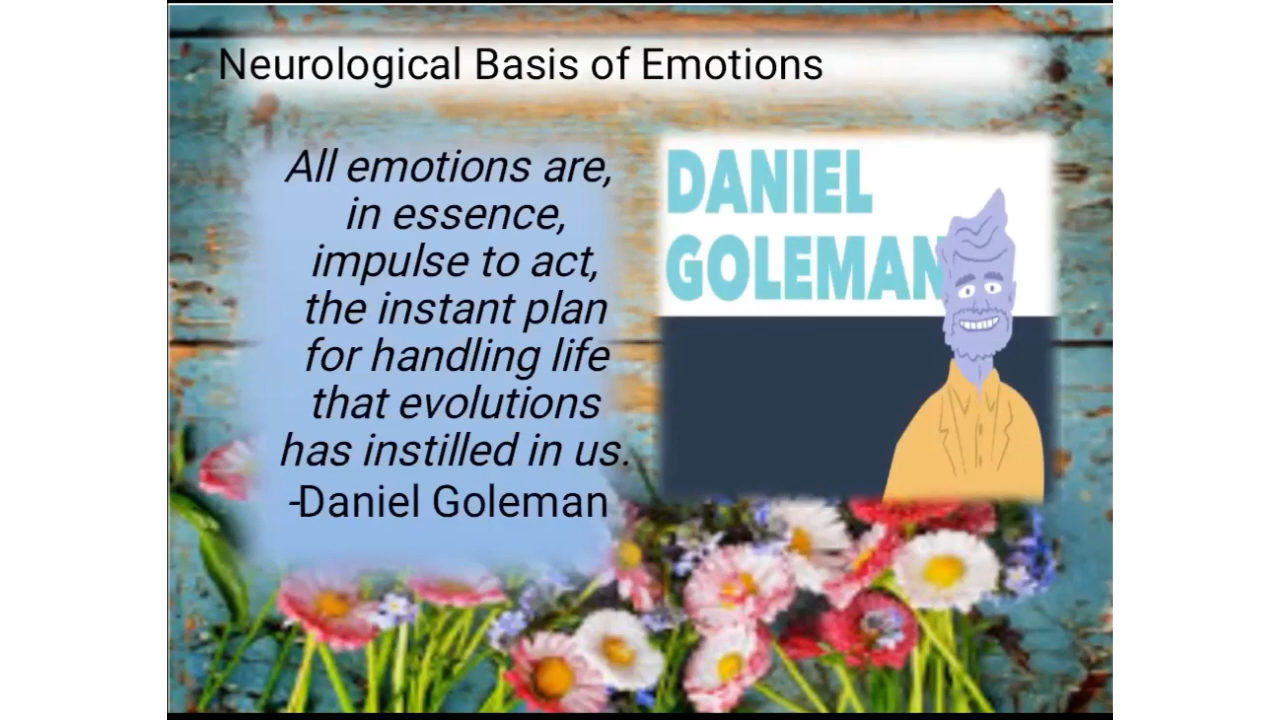 Neurological Basis of Emotions
All emotions are,
in essence,
impulse to act,
the instant plan
for handling life
that evolutions
has instilled in us.
-Daniel Goleman
DANIEL
GOLEMAN